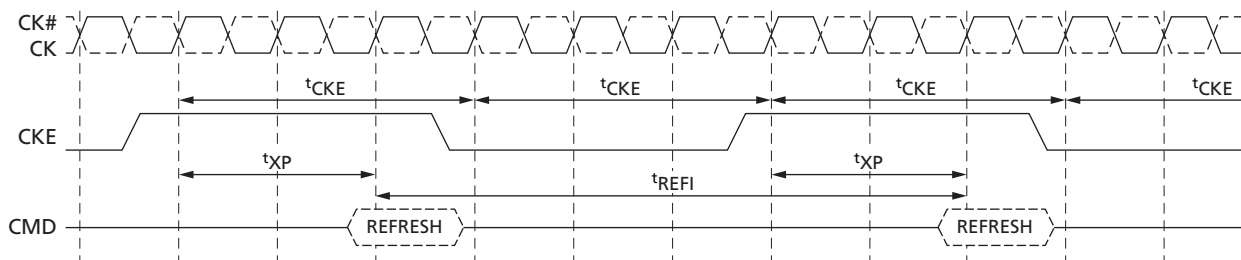 CK#
CK
tCKE tCKE tCKE tCKE
CKE
tXP tXP
tREFI
CMD REFRESH REFRESH